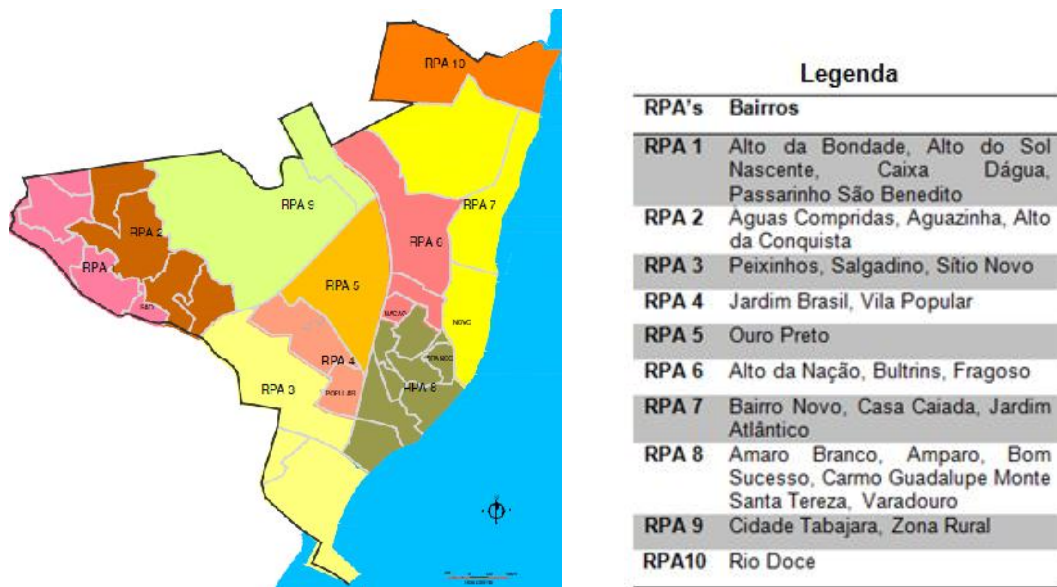 RPA 10
RPA 7
RPA 9
RPA 2
RPA
RPA 6
RPA 5
NACAO
NOVO
RPA 4
RPA 3
POPULAR
RPA 8
Legenda
RPA's Bairros
RPA 1 Alto da Bondade, Alto do Sol
Nascente, Caixa Dágua,
Passarinho São Benedito
RPA 2 Águas Compridas, Aguazinha, Alto
da Conquista
RPA 3 Peixinhos, Salgadino, Sítio Novo
RPA 4 Jardim Brasil, Vila Popular
RPA 5 Ouro Preto
RPA 6 Alto da Nação, Bultrins, Fragoso
RPA 7 Bairro Novo, Casa Caiada, Jardim
Atlântico
RPA 8 Amaro Branco, Amparo, Bom
Sucesso, Carmo Guadalupe Monte
Santa Tereza, Varadouro
RPA 9 Cidade Tabajara, Zona Rural
RPA10 Rio Doce